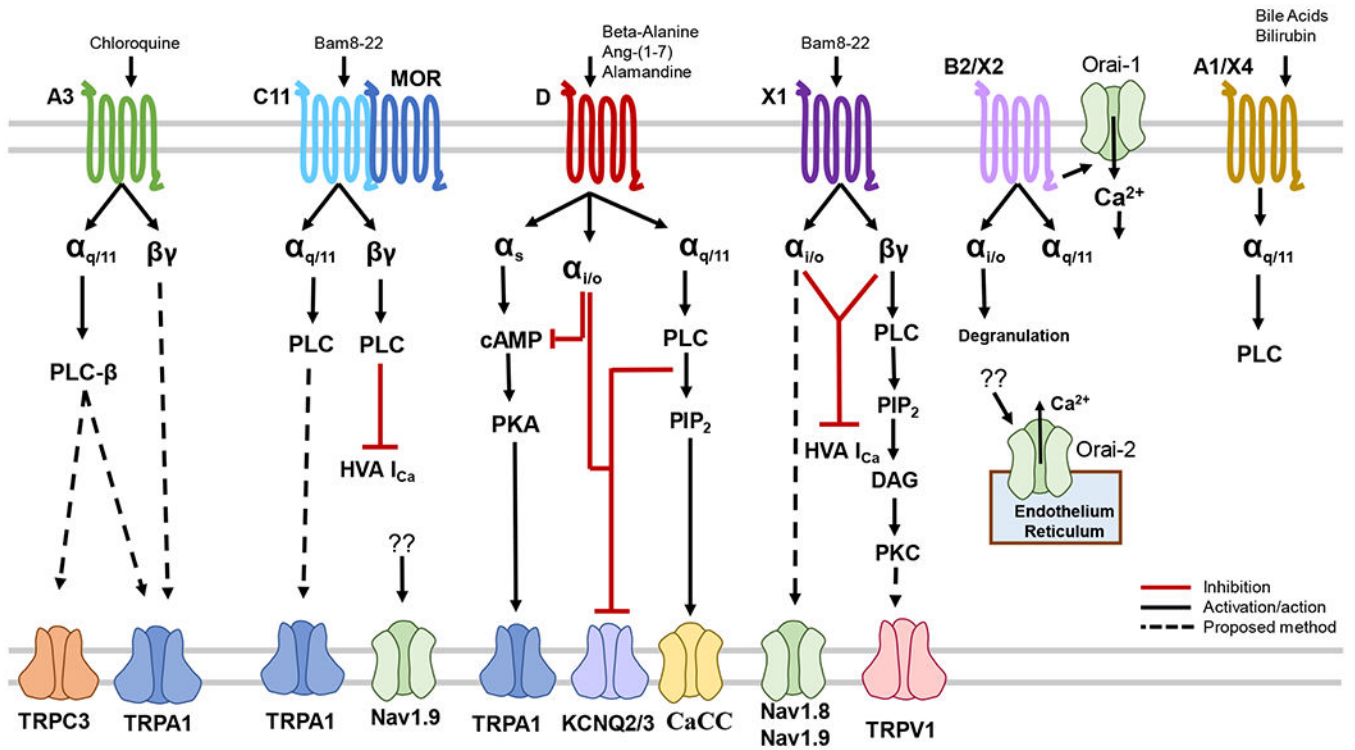 Chloroquine
A3
Bam8-22
C11
MOR
Beta-Alanine
Ang-(1-7)
Alamandine
D
Bam8-22
X1
B2/X2
Orai-1
Ca2+
Bile Acids
Bilirubin
A1/X4
αq/11
βγ
αq/11
βγ
αs
αi/o
αq/11
αi/o
βγ
αi/o
αq/11
αq/11
PLC-β
PLC
PLC
HVA ICa
cAMP
PKA
PLC
PIP2
HVA ICa
PLC
PIP2
DAG
PKC
Degranulation
PLC
??
Ca2+
Orai-2
Endothelium
Reticulum
??
Inhibition
Activation/action
Proposed method
TRPC3
TRPA1
TRPA1
Nav1.9
TRPA1
KCNQ2/3
CaCC
Nav1.8
Nav1.9
TRPV1